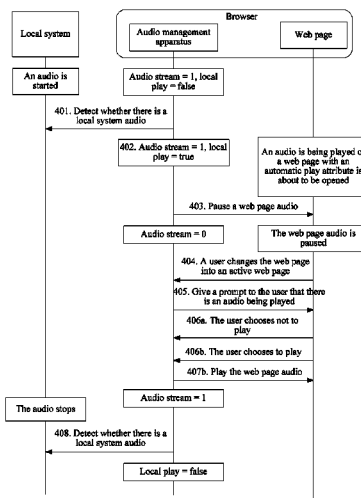 Browser
Local system
Audio management
apparatus
Web page
An audio is
started
Audio stream = 1, local
play = false
401. Detect whether there is a
local system audio
402. Audio stream = 1, local
play = true
An audio is being played or
a web page with an
automatic play attribute is
about to be opened
403. Pause a web page audio
Audio stream = 0
The web page audio is
paused
404. A user changes the web page
into an active web page
405. Give a prompt to the user that there
is an audio being played
406a. The user chooses not to
play
406b. The user chooses to play
407b. Play the web page audio
The audio stops
Audio stream = 1
408. Detect whether there is a
local system audio
Local play = false